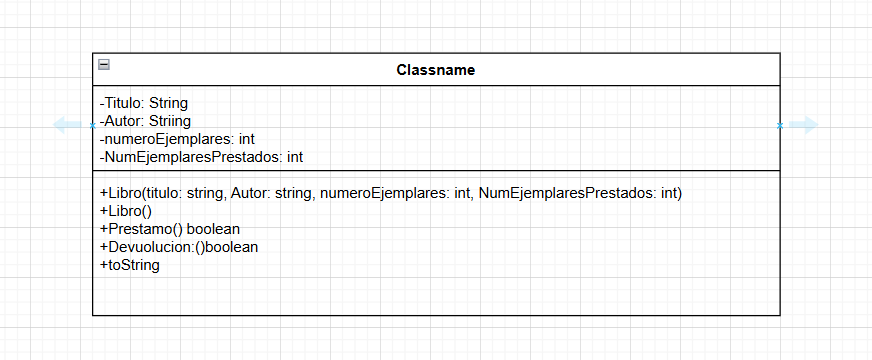 Classname
-Titulo: String
-Autor: Striing
-numeroEjemplares: int
-NumEjemplaresPrestados: int
+Libro(titulo: string, Autor: string, numeroEjemplares: int, NumEjemplaresPrestados: int)
+Libro()
+Prestamo() boolean
+Devuolucion:()boolean
+toString